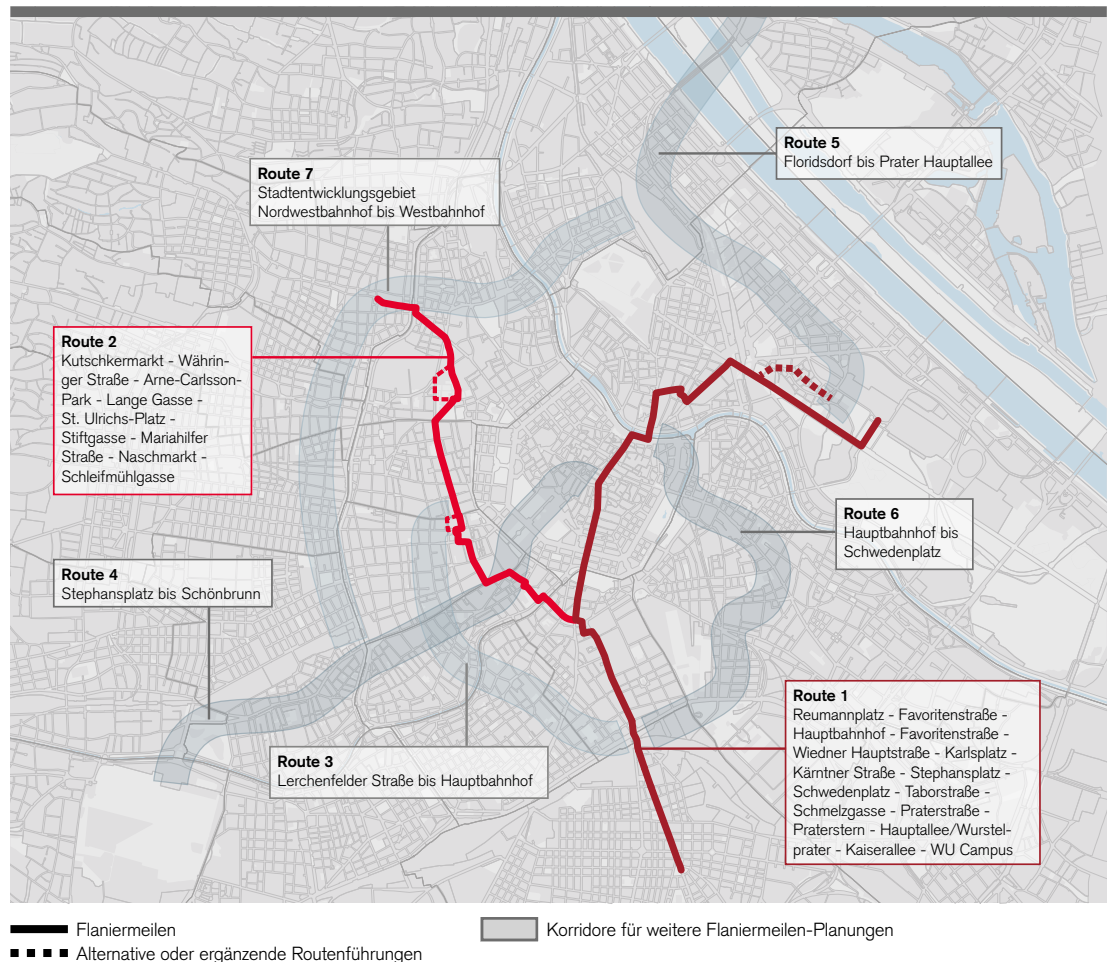 Route 5
Floridsdorf bis Prater Hauptallee
Route 7
Stadtentwicklungsgebiet
Nordwestbahnhof bis Westbahnhof
Route 2
Kutschkermarkt - Währin-
ger Straße - Arne-Carlsson-
Park - Lange Gasse -
St. Ulrichs-Platz -
Stiftgasse - Mariahilfer
Straße - Naschmarkt -
Schleifmühlgasse
Route 6
Hauptbahnhof bis
Schwedenplatz
Route 4
Stephansplatz bis Schönbrunn
Route 1
Reumannplatz - Favoritenstraße -
Hauptbahnhof - Favoritenstraße -
Wiedner Hauptstraße - Karlsplatz -
Kärntner Straße - Stephansplatz -
Schwedenplatz - Taborstraße -
Schmelzgasse - Praterstraße -
Praterstern - Hauptallee/Wurstel-
prater - Kaiserallee - WU Campus
Route 3
Lerchenfelder Straße bis Hauptbahnhof
Flaniermeilen
Korridore für weitere Flaniermeilen-Planungen
Alternative oder ergänzende Routenführungen